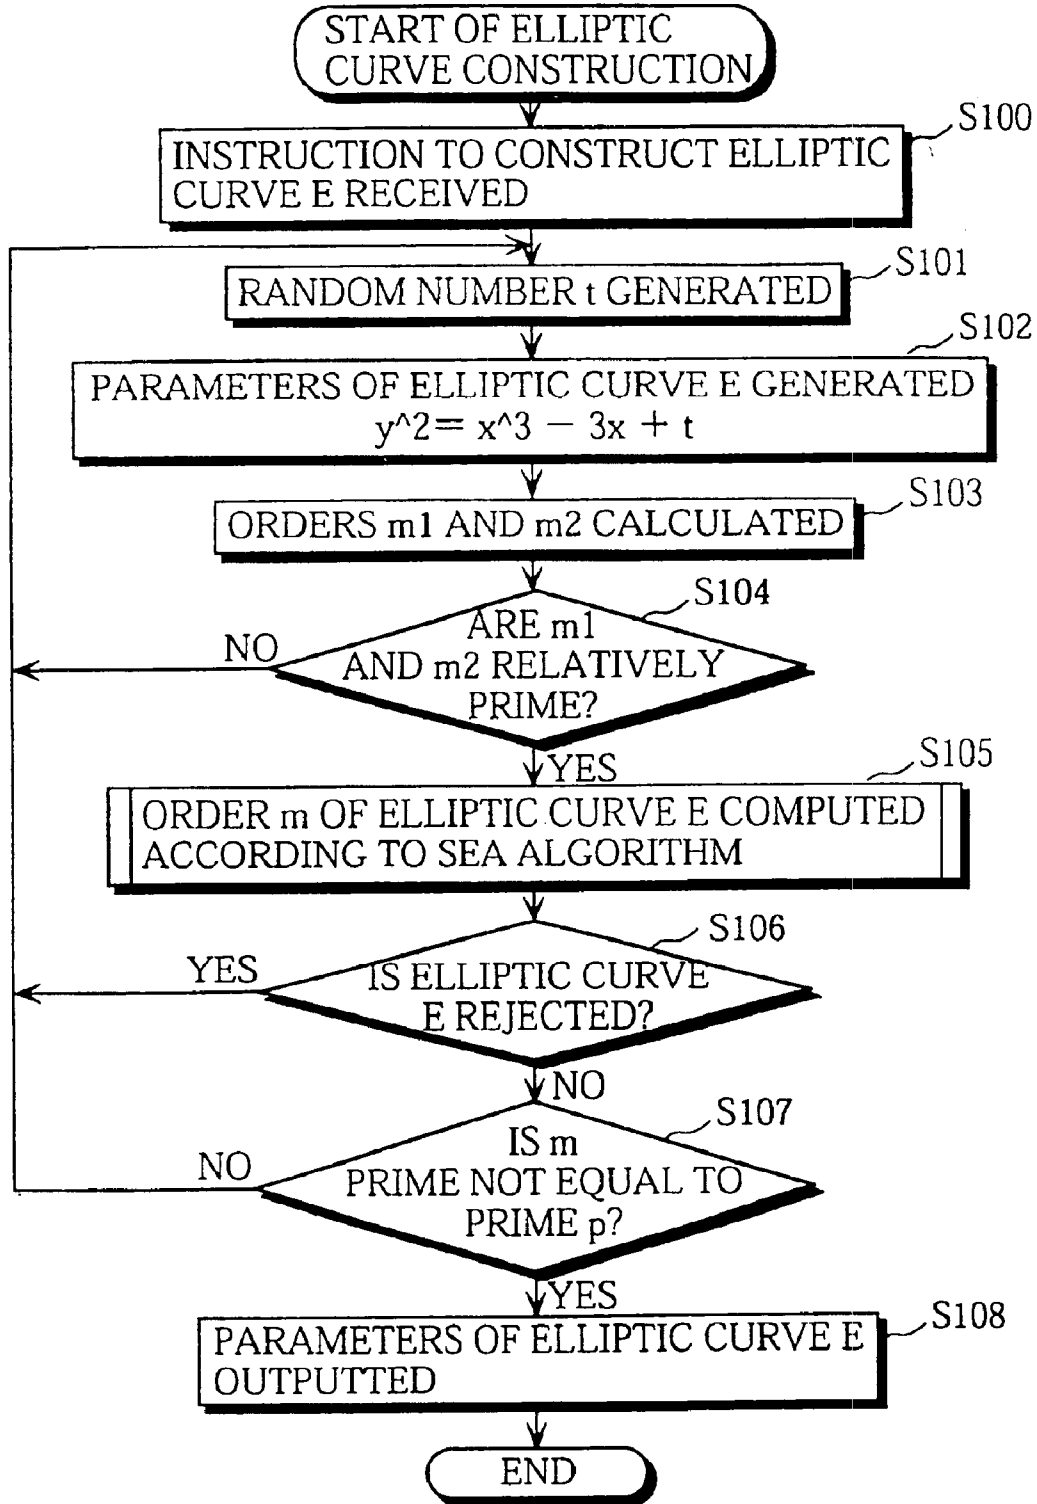 START OF ELLIPTIC
CURVE CONSTRUCTION
S100
INSTRUCTION TO CONSTRUCT ELLIPTIC
CURVE E RECEIVED
S101
RANDOM NUMBER t GENERATED
S102
PARAMETERS OF ELLIPTIC CURVE E GENERATED
y^2= x^3 − 3x + t
S103
ORDERS m1 AND m2 CALCULATED
S104
ARE m1
AND m2 RELATIVELY
PRIME?
NO
YES
S105
ORDER m OF ELLIPTIC CURVE E COMPUTED
ACCORDING TO SEA ALGORITHM
S106
IS ELLIPTIC CURVE
E REJECTED?
YES
NO
S107
IS m
PRIME NOT EQUAL TO
PRIME p?
NO
YES
S108
PARAMETERS OF ELLIPTIC CURVE E
OUTPUTTED
END